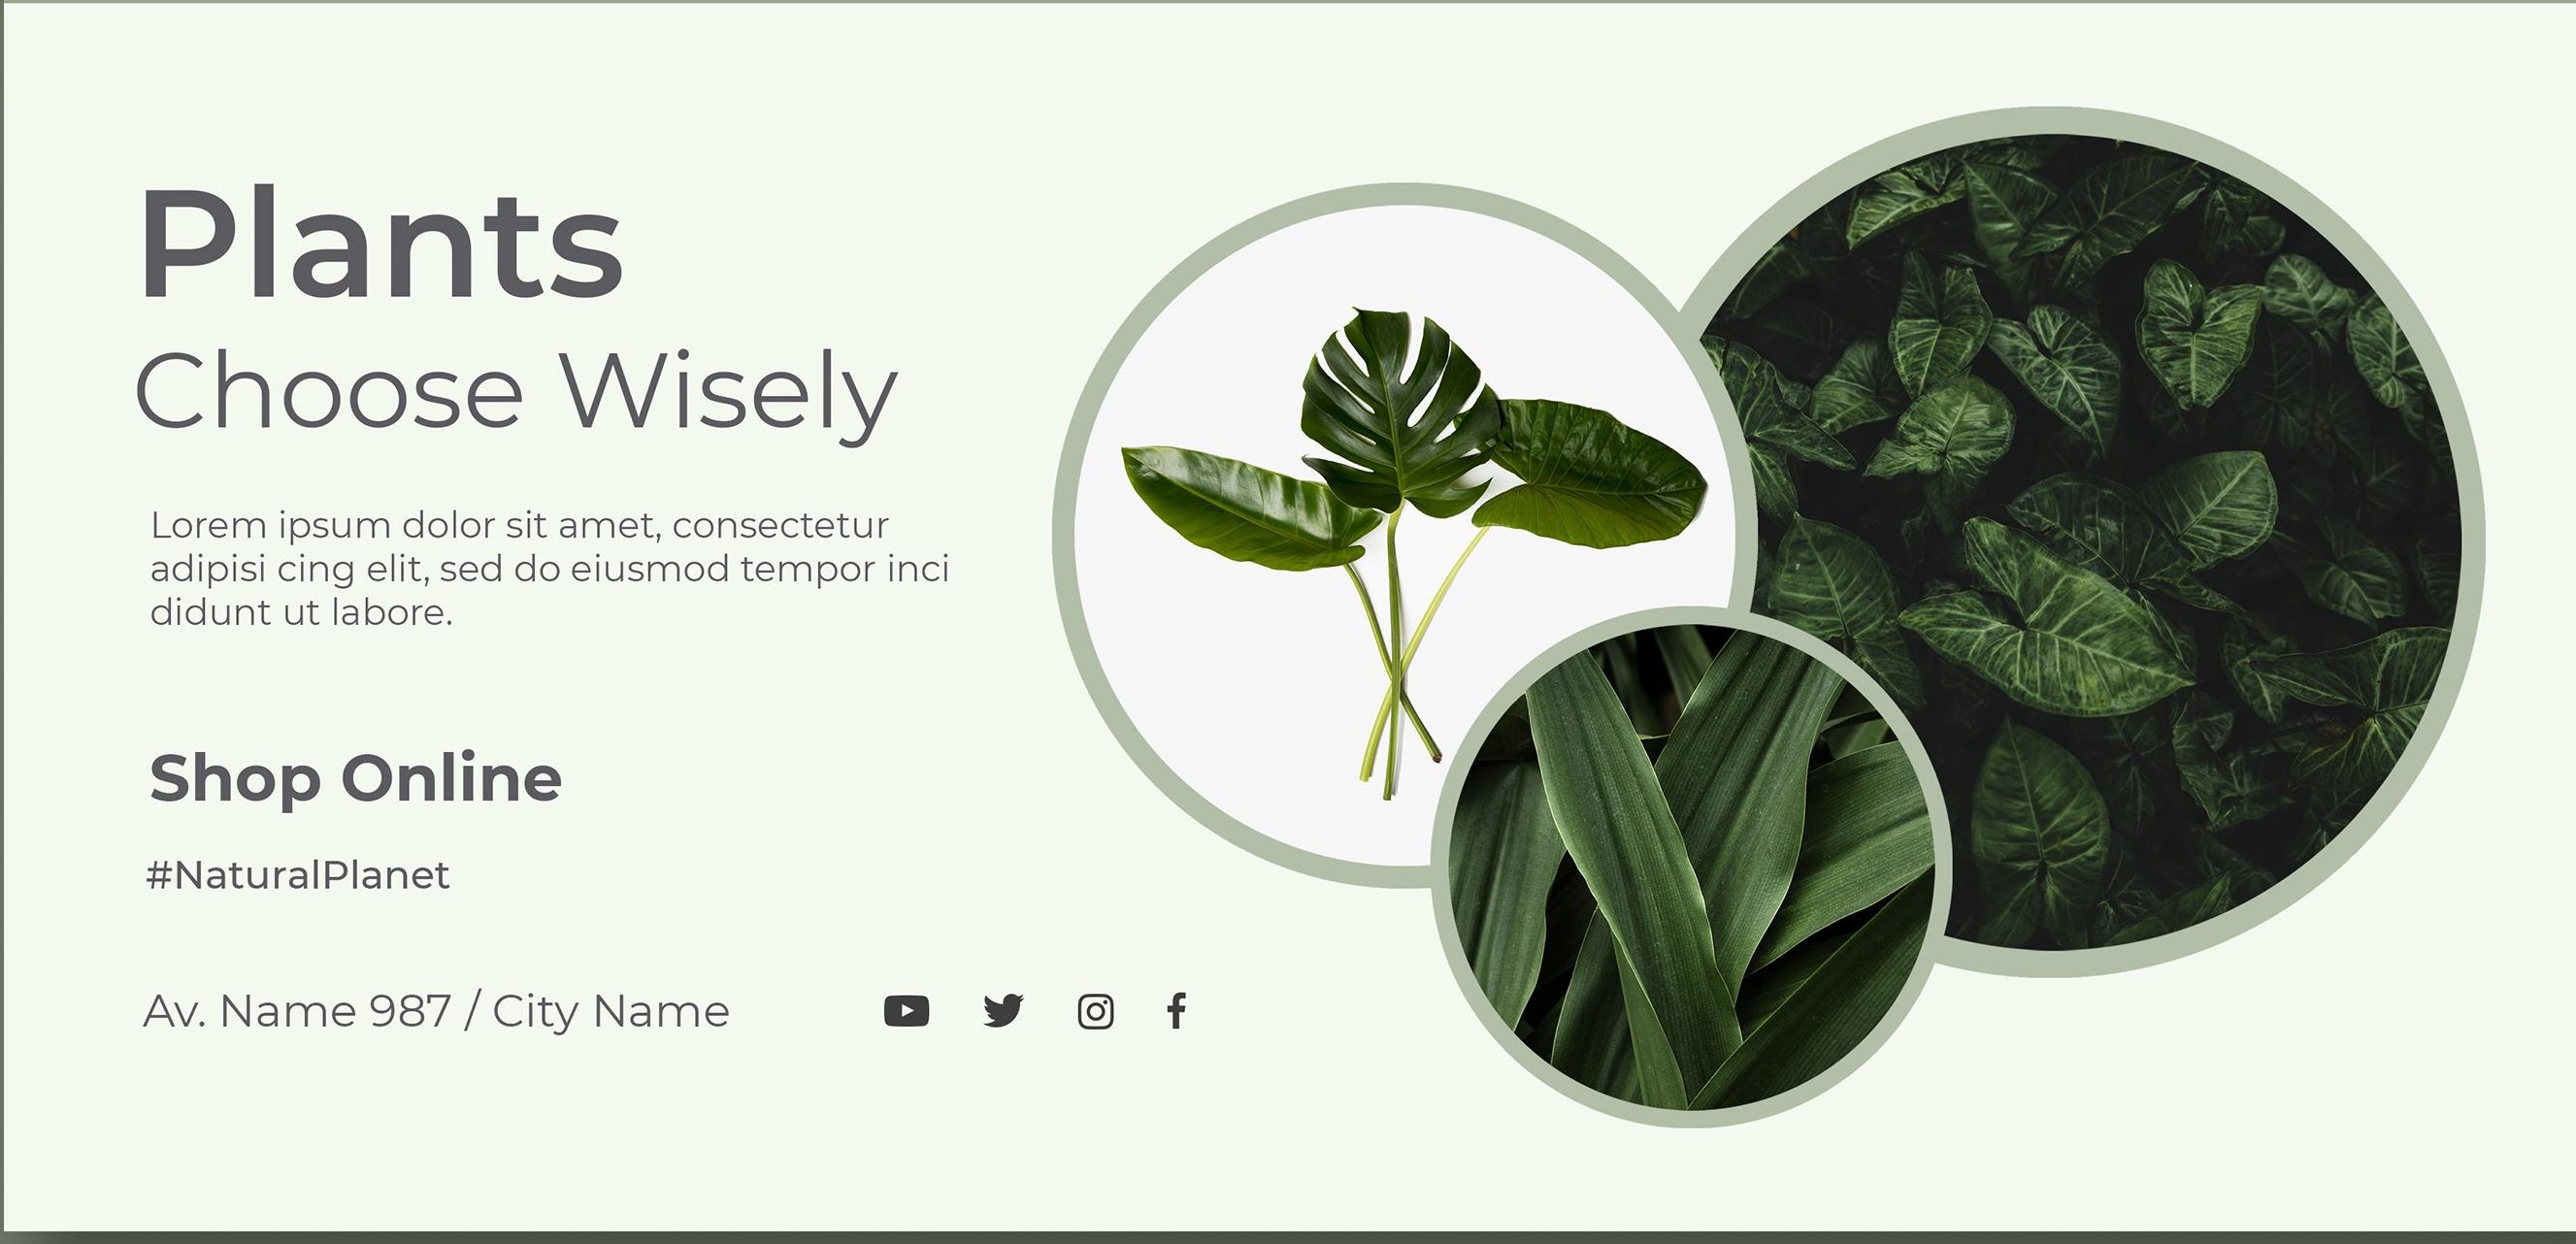 Plants
Choose Wisely
Lorem ipsum dolor sit amet, consectetur
adipisi cing elit, sed do eiusmod tempor inci
didunt ut labore.
Shop Online
#NaturalPlanet
Av. Name 987 / City Name